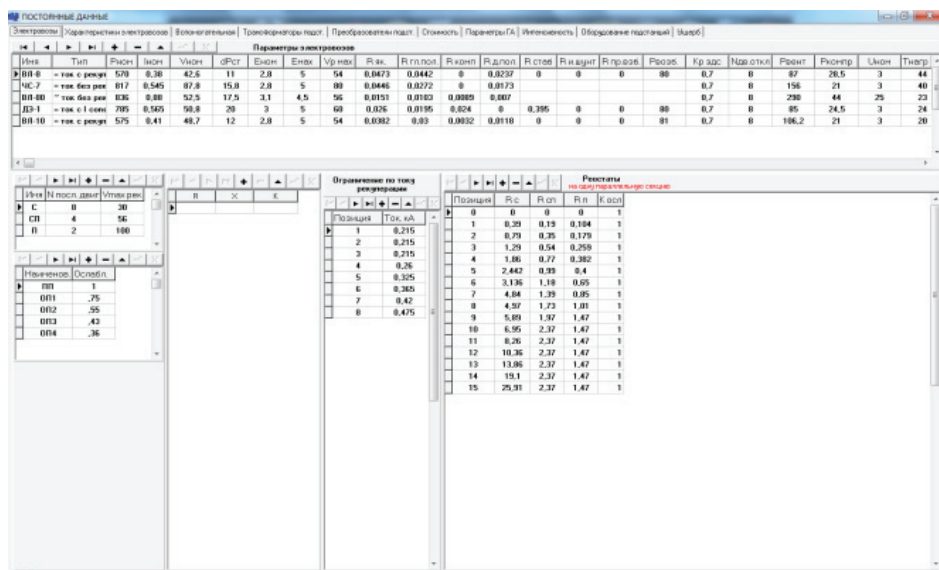 ПОСТОЯННЫЕ ДАННЫЕ
Электровозы Характеристики электровозов Вспомогательная Трансформаторы подст. Преобразователи подст. Стоимость Параметры ГА Интенсивность Оборудование подстанций Ущерб
Параметры электровозов
Имя Тип Рном Iном Vном dРст Еном Емах Vр мах R як. R гл.пол. R комп R д.пол. R стаб R и.шунт R пр.возб. Рвозб. Кр эдс Nдв.откл Рвент Ркомпр Uном Тнагр
ВЛ-8 = ток с рекуп 570 0,38 42,6 11 2,8 5 54 0,0473 0,0442 0 0,0237 0 0 0 80 0,7 8 87 28,5 3 44
ЧС-7 = ток без рек 817 0,545 87,8 15,8 2,8 5 80 0,0446 0,0272 0 0,0173 0,7 8 156 21 3 40
ВЛ-80 ~ ток без рек 836 0,88 52,5 17,5 3,1 4,5 56 0,0151 0,0103 0,0089 0,007 0,7 8 290 44 25 23
ДЭ-1 = ток с I 785 0,565 50,8 20 3 5 60 0,026 0,0195 0,024 0 0,395 0 0 80 0,7 8 85 24,5 3 24
ВЛ-10 = ток с рекуп 575 0,41 48,7 12 2,8 5 54 0,0382 0,03 0,0032 0,0118 0 0 0 81 0,7 8 106,2 21 3 20
Имя N посл. двиг Vmax рек.
С 8 30
СП 4 56
П 2 100
Наименов. Ослабл.
ПП 1
ОП1 ,75
ОП2 ,55
ОП3 ,43
ОП4 ,36
Х К
Ограничение по току
рекуперации
Позиция Ток. кА
1 0,215
2 0,215
3 0,215
4 0,26
5 0,325
6 0,365
7 0,42
8 0,475
Реостаты
на одну параллельную секцию
Позиция R с R сп R п К осл
0 0 0 0 1
1 0,39 0,19 0,104 1
2 0,79 0,35 0,179 1
3 1,29 0,54 0,259 1
4 1,86 0,77 0,382 1
5 2,442 0,99 0,4 1
6 3,136 1,18 0,65 1
7 4,04 1,39 0,85 1
8 4,97 1,73 1,01 1
9 5,89 1,97 1,47 1
10 6,95 2,37 1,47 1
11 8,26 2,37 1,47 1
12 10,36 2,37 1,47 1
13 13,86 2,37 1,47 1
14 19,1 2,37 1,47 1
15 25,91 2,37 1,47 1